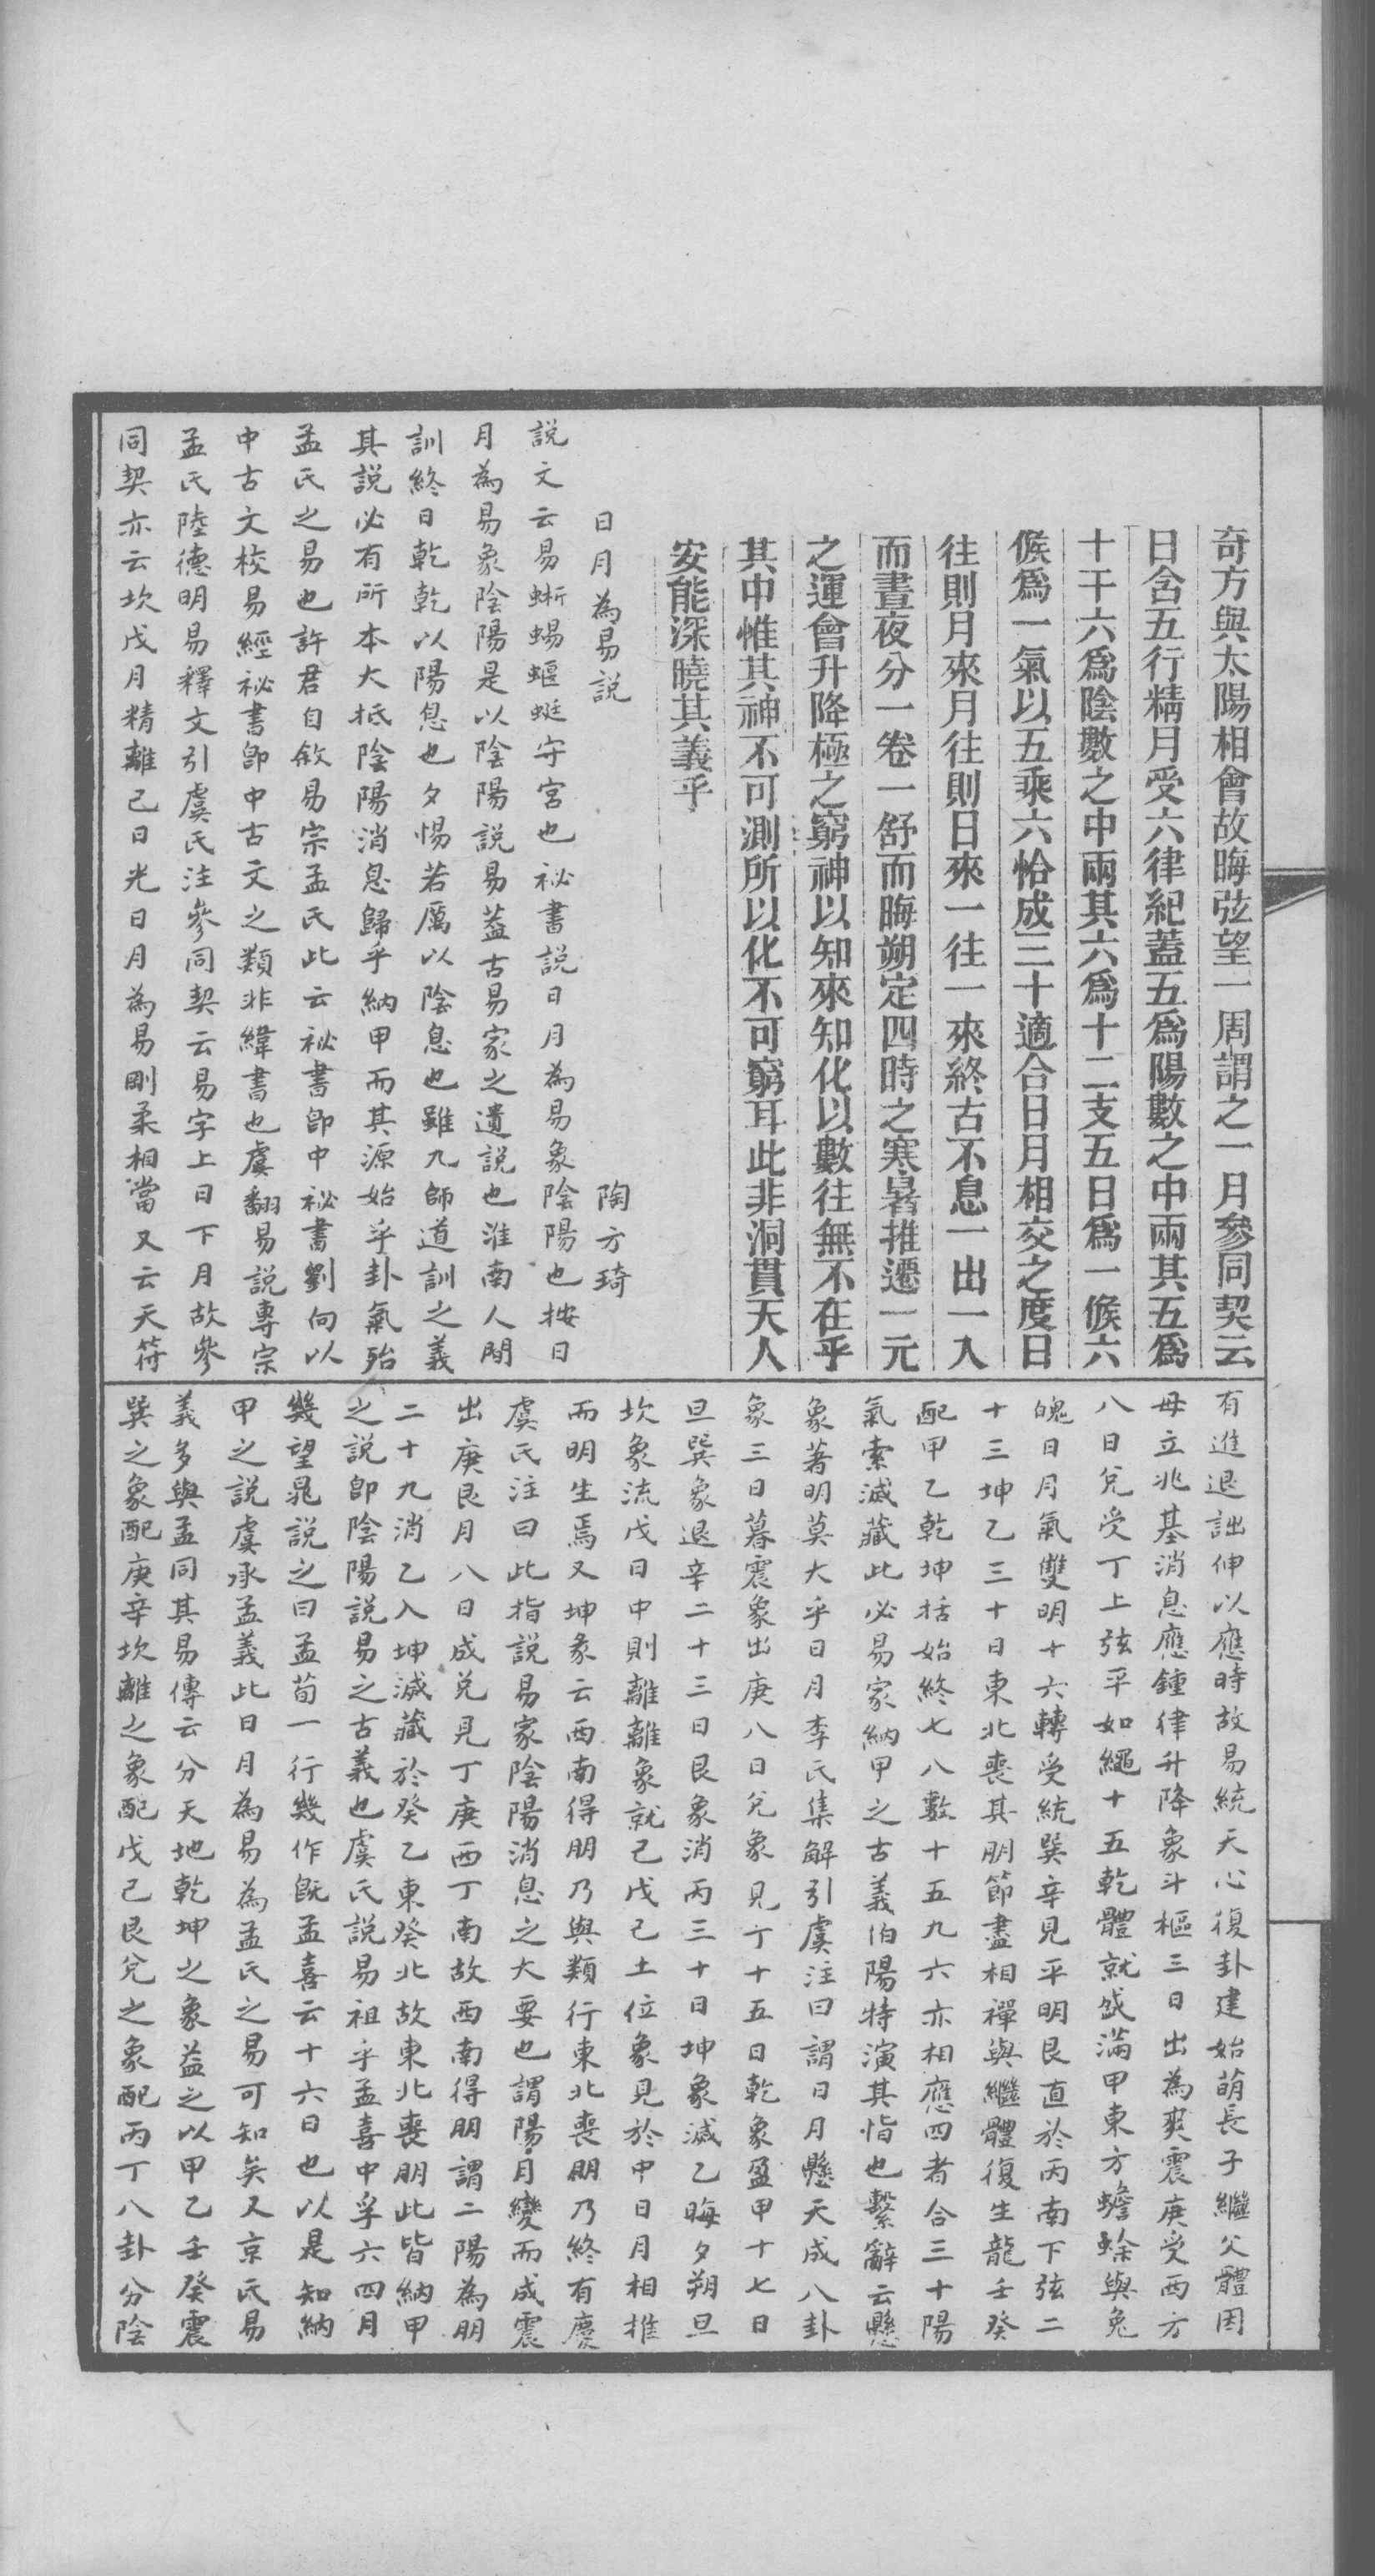 奇方與太陽相會故晦弦望一周謂之一月參同契云
日含五行精月受六律紀蓋五爲陽數之中兩其五爲
十干六爲陰數之中兩其六爲十二支五日爲一候六
候爲一氣以五乘六恰成三十適合日月相交之度日
往則月來月往則日來一往一來終古不息一出一入
而晝夜分一卷一舒而晦朔定四時之寒暑推遷一元
之運會升降極之窮神以知來知化以數往無不在乎
其中惟其神不可測所以化不可窮耳此非洞貫天人
安能深曉其義乎
日月為易說 陶方琦
說文云易蜥蜴蝘蜓守宮也祕書說日月為易象陰陽也按日
月為易象陰陽是以陰陽說易蓋古易家之遺說也淮南人閒
訓終日乾乾以陽息也夕惕若厲以陰息也雖九師道訓之義
其說必有所本大抵陰陽消息歸乎納甲而其源始乎卦氣殆
孟氏之易也許君自敘易宗孟氏此云祕書卽中祕書劉向以
中古文校易經祕書卽中古文之類非緯書也虞翻易說專宗
孟氏陸德明易釋文引虞氏注參同契云易字上日下月故參
同契亦云坎戊月精離己日光日月為易剛柔相當又云天符
有進退詘伸以應時故易統天心復卦建始萌長子繼父體因
母立兆基消息應鍾律升降象斗樞三日出為爽震庚受西方
八日兌受丁上弦平如繩十五乾體就盛滿甲東方蟾蜍與兔
魄日月氣雙明十六轉受統巽辛見平明艮直於丙南下弦二
十三坤乙三十日東北喪其朋節盡相禪與繼體復生龍壬癸
配甲乙乾坤括始終七八數十五九六亦相應四者合三十陽
氣索滅藏此必易家納甲之古義伯陽特演其恉也繫辭云懸
象著明莫大乎日月李氏集解引虞注曰謂日月懸天成八卦
象三日暮震象出庚八日兌象見丁十五日乾象盈甲十七日
旦巽象退辛二十三日艮象消丙三十日坤象滅乙晦夕朔旦
坎象流戊日中則離離象就己戊己土位象見於中日月相推
而明生焉又坤彖云西南得朋乃與類行東北喪朋乃終有慶
虞氏注曰此指說易家陰陽消息之大要也謂陽月變而成震
出庚艮月八日成兌見丁庚西丁南故西南得朋謂二陽為朋
二十九消乙入坤滅藏於癸乙東癸北故東北喪朋此皆納甲
之說卽陰陽說易之古義也虞氏說易祖乎孟喜中孚六四月
幾望晁說之曰孟荀一行幾作旣孟喜云十六日也以是知納
甲之說虞承孟義此日月為易為孟氏之易可知矣又京氏易
義多與孟同其易傳云分天地乾坤之象益之以甲乙壬癸震
巽之象配庚辛坎離之象配戊己艮兌之象配丙丁八卦分陰